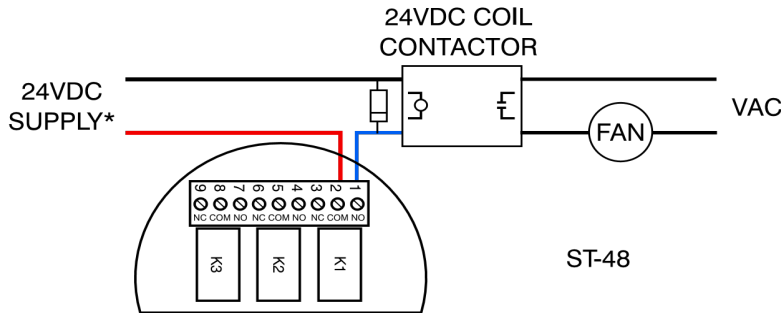 24VDC COIL
CONTACTOR
24VDC
SUPPLY*
VAC
FAN
9 8 7 6 5 4 3 2 1
NC COM NO NC COM NO NC COM NO
K3 K2 K1
ST-48